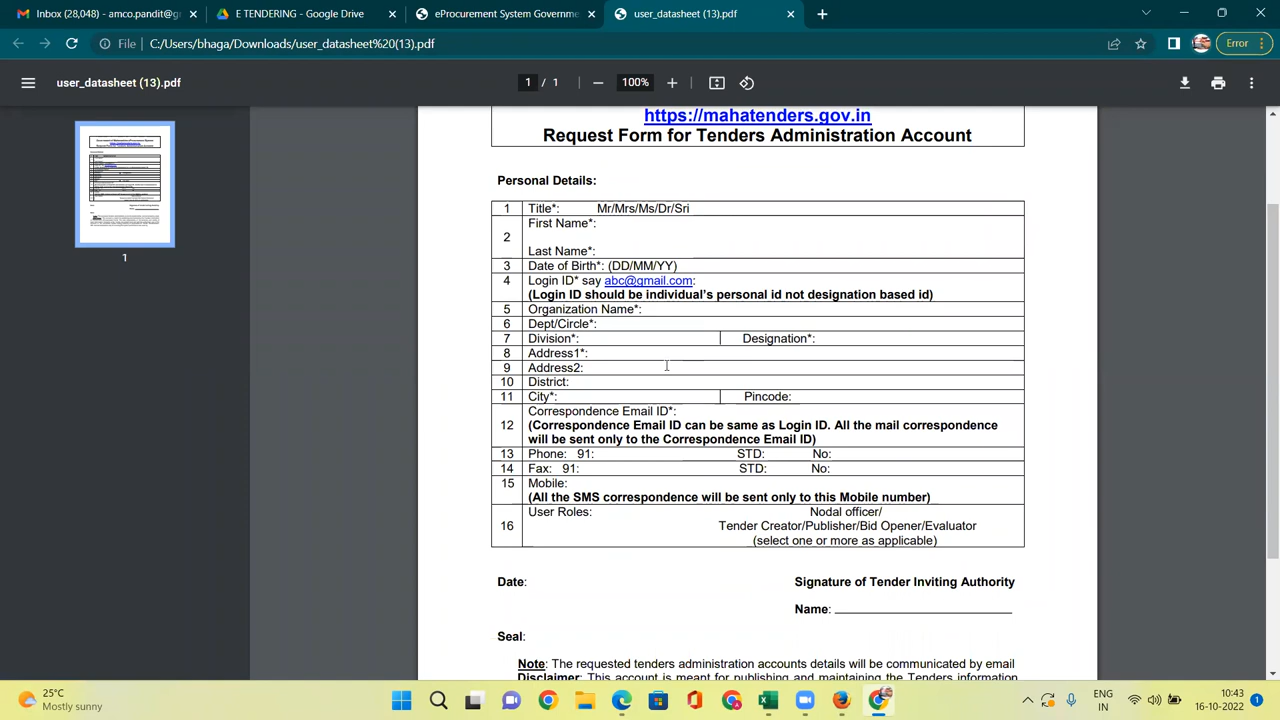 Inbox (28,048) - amco.pandit@g
E TENDERING - Google Drive
eProcurement System Governme
user_datasheet (13).pdf
File
C:/Users/bhaga/Downloads/user_datasheet%20(13).pdf
Error
user_datasheet (13).pdf
1 / 1
100%
https://mahatenders.gov.in
Request Form for Tenders Administration Account
Personal Details:
1 Title*: Mr/Mrs/Ms/Dr/Sri
2 First Name*:
Last Name*:
3 Date of Birth*: (DD/MM/YY)
4 Login ID* say abc@gmail.com:
(Login ID should be individual's personal id not designation based id)
5 Organization Name*:
6 Dept/Circle*:
7 Division*: Designation*:
8 Address1*:
9 Address2:
10 District:
11 City*: Pincode:
12 Correspondence Email ID*:
(Correspondence Email ID can be same as Login ID. All the mail correspondence
will be sent only to the Correspondence Email ID)
13 Phone: 91: STD: No:
14 Fax: 91: STD: No:
15 Mobile:
(All the SMS correspondence will be sent only to this Mobile number)
16 User Roles: Nodal officer/
Tender Creator/Publisher/Bid Opener/Evaluator
(select one or more as applicable)
Date: Signature of Tender Inviting Authority
Name:
Seal:
Note: The requested tenders administration accounts details will be communicated by email
Disclaimer: This account is meant for publishing and maintaining the Tenders information
1
25°C
Mostly sunny
ENG
IN
10:43
16-10-2022
1